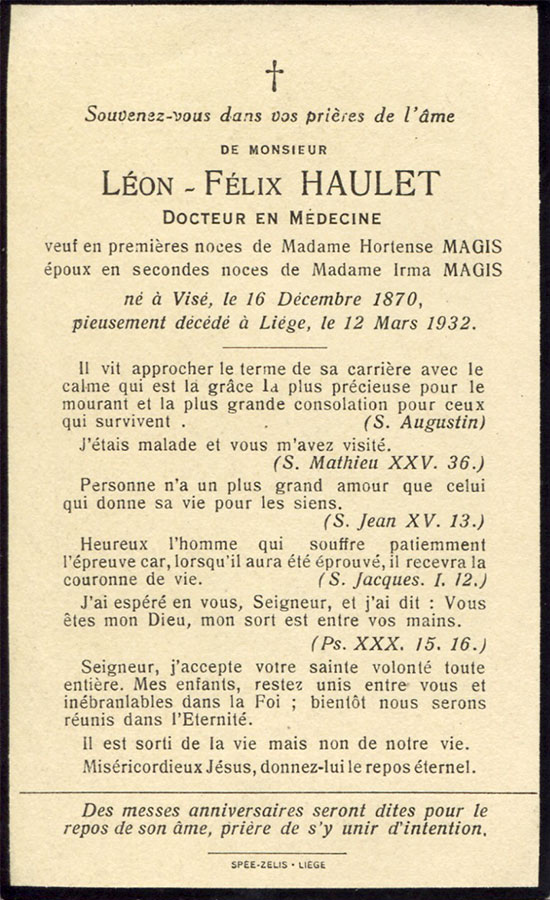 Souvenez-vous dans vos prières de l'âme
DE MONSIEUR
LÉON - FÉLIX HAULET
DOCTEUR EN MÉDECINE
veuf en premières noces de Madame Hortense MAGIS
époux en secondes noces de Madame Irma MAGIS
né à Visé, le 16 Décembre 1870,
pieusement décédé à Liége, le 12 Mars 1932.
Il vit approcher le terme de sa carrière avec le
calme qui est la grâce la plus précieuse pour le
mourant et la plus grande consolation pour ceux
qui survivent . (S. Augustin)
J'étais malade et vous m'avez visité.
(S. Mathieu XXV. 36.)
Personne n'a un plus grand amour que celui
qui donne sa vie pour les siens.
(S. Jean XV. 13.)
Heureux l'homme qui souffre patiemment
l'épreuve car, lorsqu'il aura été éprouvé, il recevra la
couronne de vie. (S. Jacques. I. 12.)
J'ai espéré en vous, Seigneur, et j'ai dit : Vous
êtes mon Dieu, mon sort est entre vos mains.
(Ps. XXX. 15. 16.)
Seigneur, j'accepte votre sainte volonté toute
entière. Mes enfants, restez unis entre vous et
inébranlables dans la Foi ; bientôt nous serons
réunis dans l'Eternité.
Il est sorti de la vie mais non de notre vie.
Miséricordieux Jésus, donnez-lui le repos éternel.
Des messes anniversaires seront dites pour le
repos de son âme, prière de s'y unir d'intention.
SPÉE-ZELIS • LIÉGE